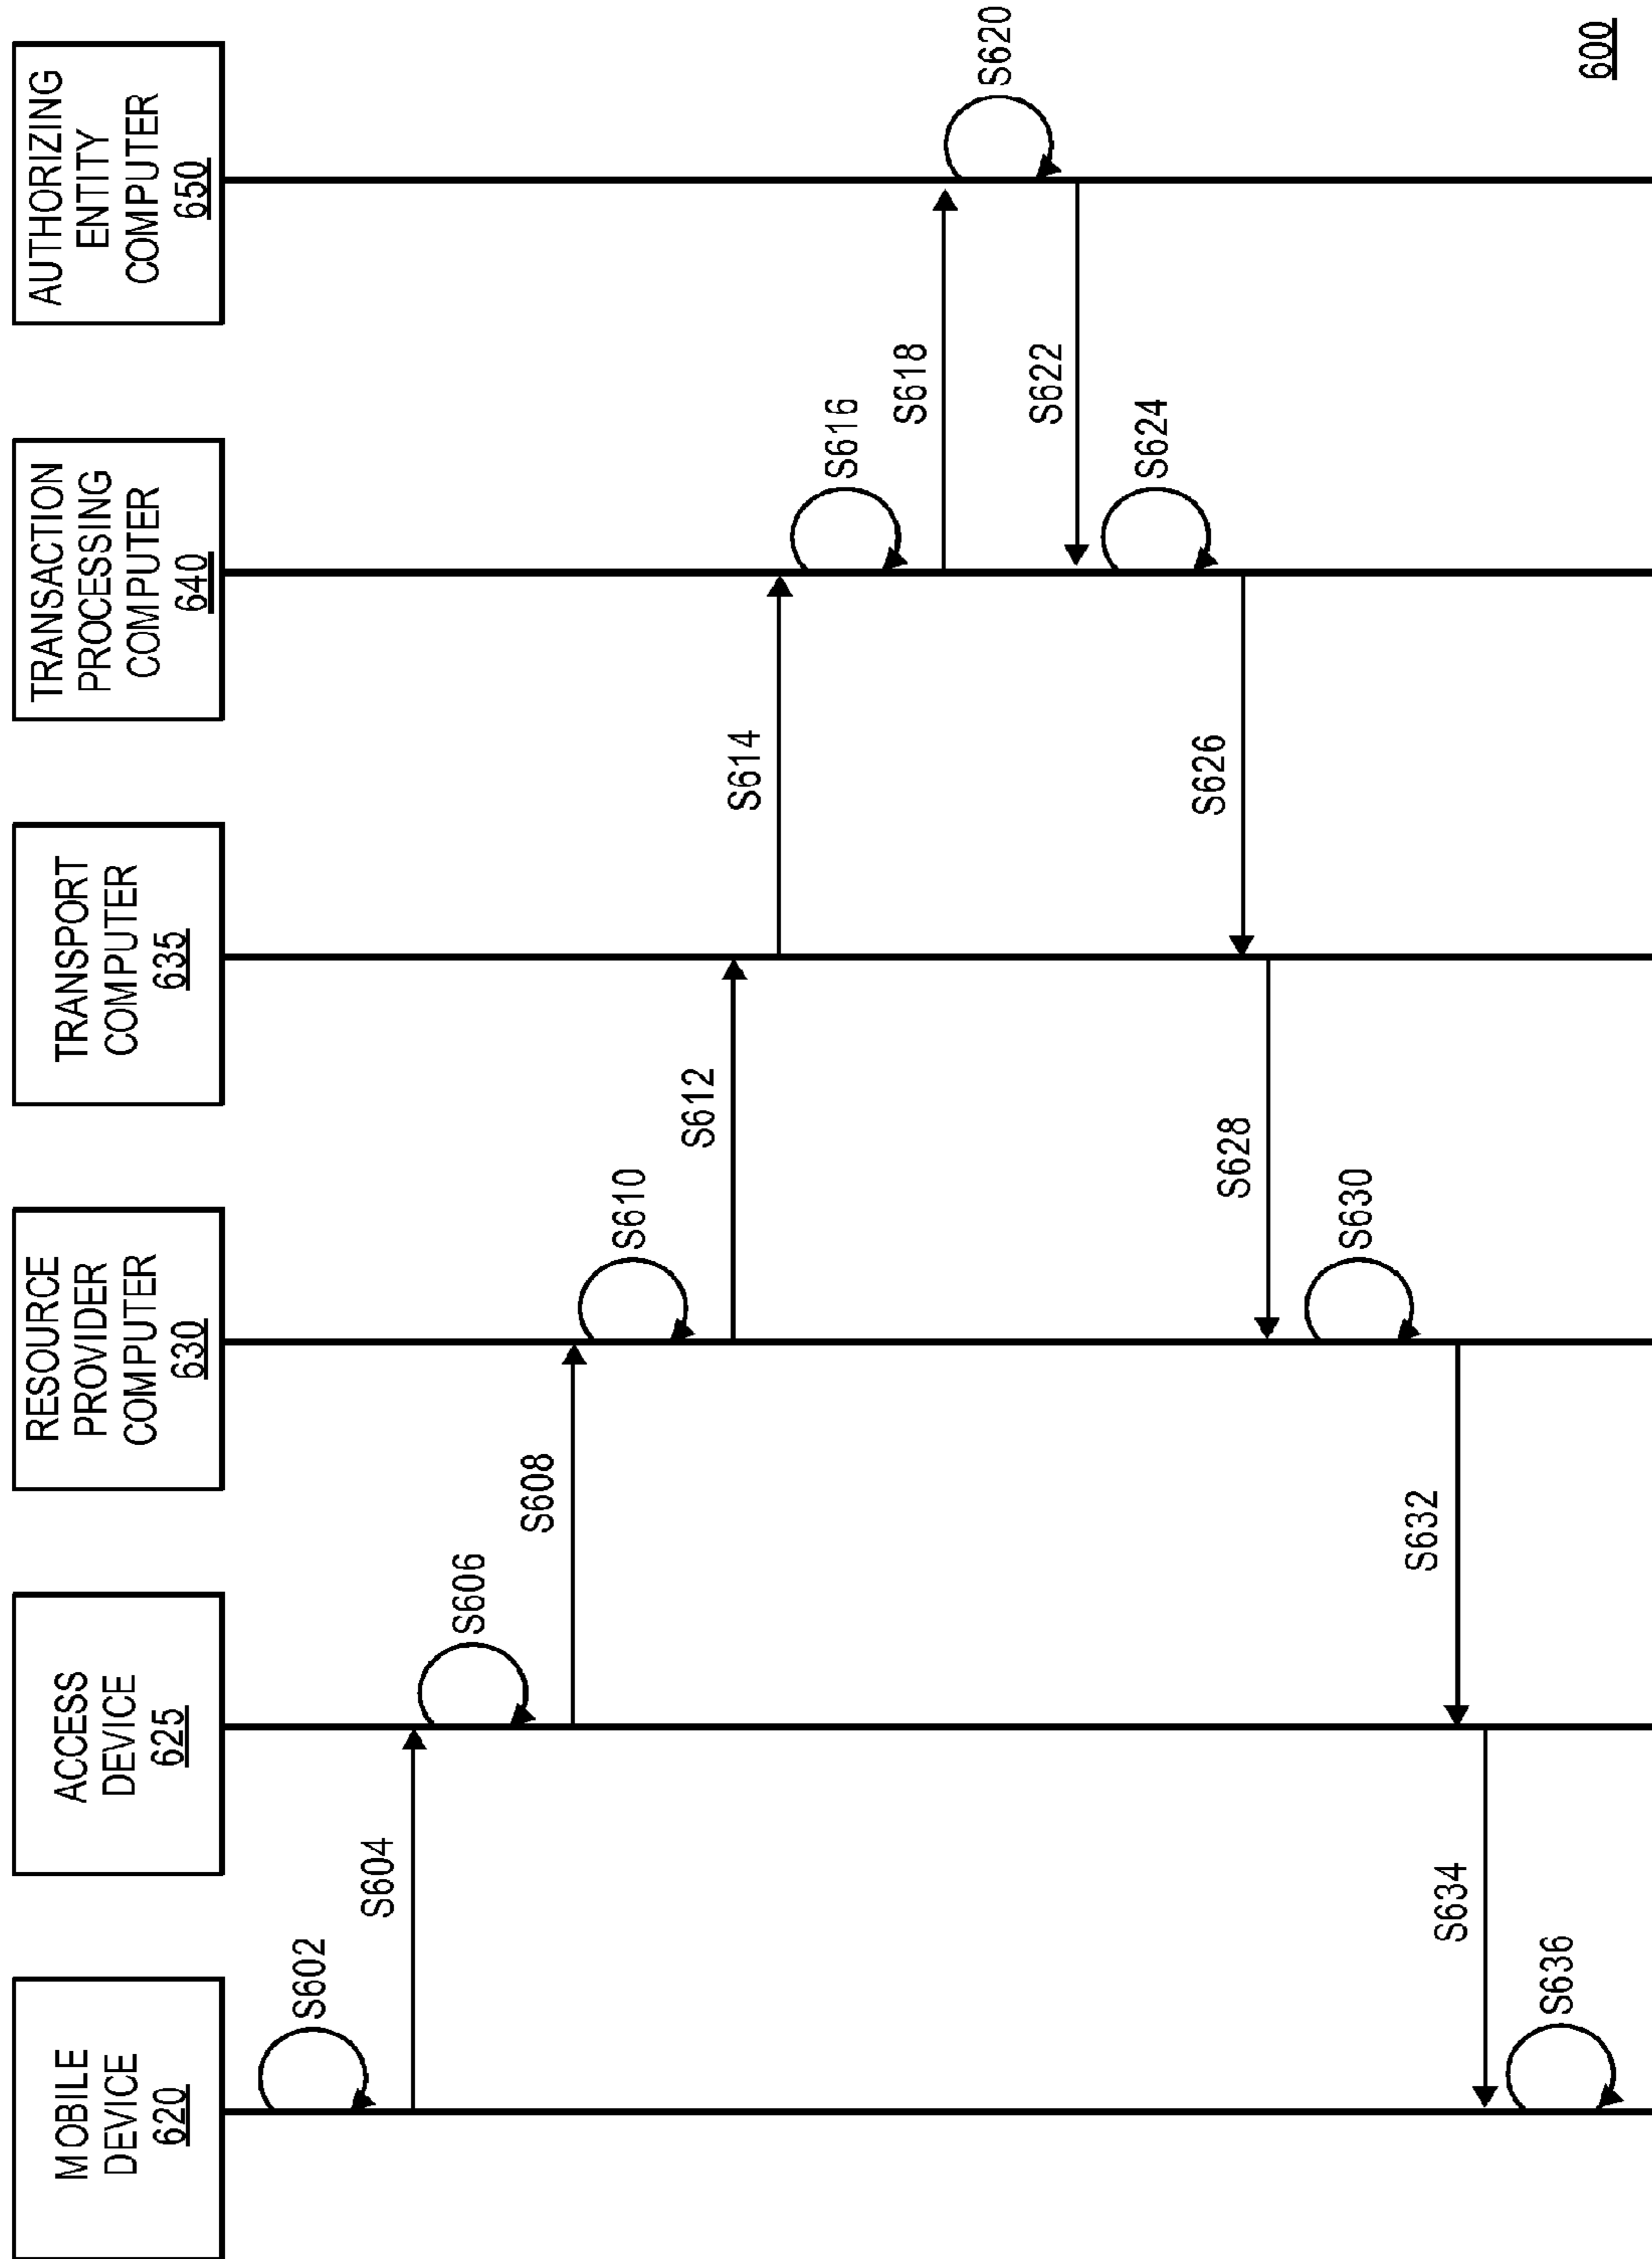 MOBILE
DEVICE
620
ACCESS
DEVICE
625
RESOURCE
PROVIDER
COMPUTER
630
TRANSPORT
COMPUTER
635
TRANSACTION
PROCESSING
COMPUTER
640
AUTHORIZING
ENTITY
COMPUTER
650
S602
S604
S606
S608
S610
S612
S614
S616
S618
S620
S622
S624
S626
S628
S630
S632
S634
S636
600